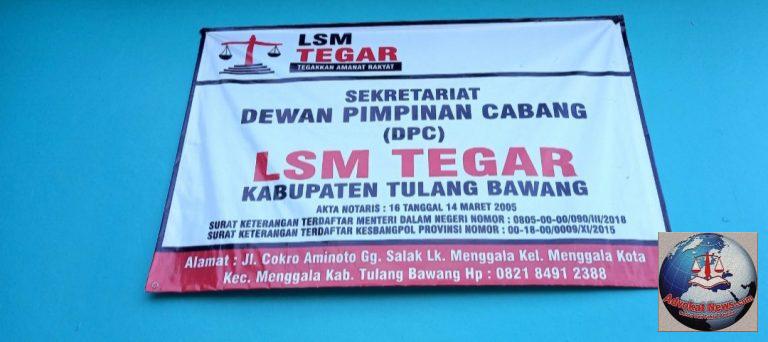 LSM
TEGAR
TEGAKKAN AMANAT RAKYAT
SEKRETARIAT
DEWAN PIMPINAN CABANG
(DPC)
LSM TEGAR
KABUPATEN TULANG BAWANG
AKTA NOTARIS : 16 TANGGAL 14 MARET 2005
SURAT KETERANGAN TERDAFTAR MENTERI DALAM NEGERI NOMOR : 0805-00-00/090/III/2018
SURAT KETERANGAN TERDAFTAR KESBANGPOL PROVINSI NOMOR : 00-18-00/0009/XI/2015
Alamat : Jl. Cokro Aminoto Gg. Salak Lk. Menggala Kel. Menggala Kota
Kec. Menggala Kab. Tulang Bawang Hp : 0821 8491 2388
Advokat News.com